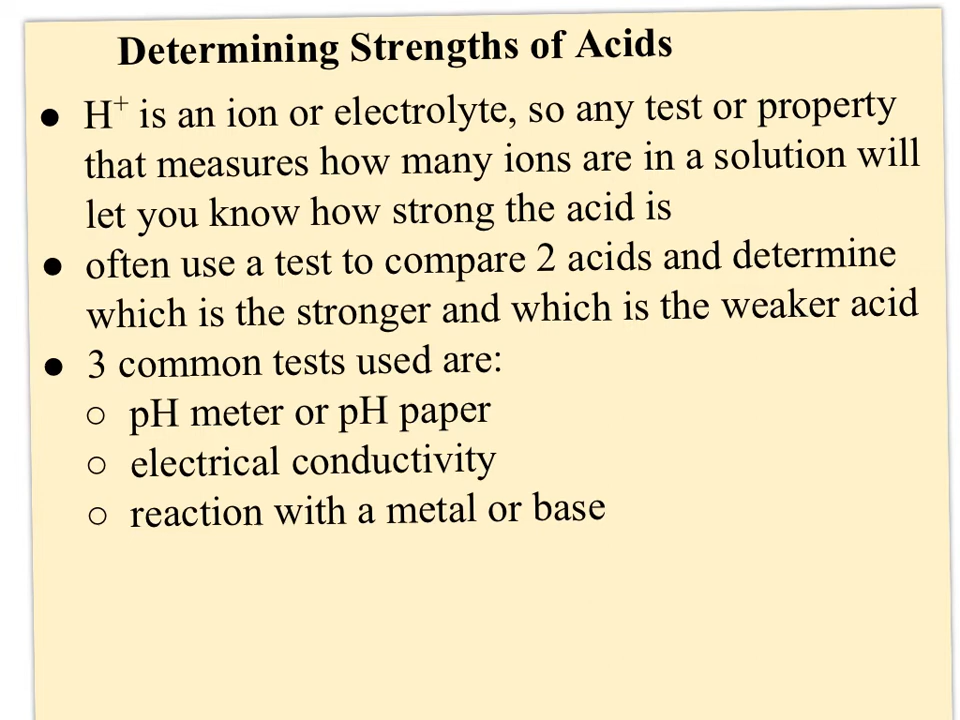 Determining Strengths of Acids
● H⁺ is an ion or electrolyte, so any test or property
that measures how many ions are in a solution will
let you know how strong the acid is
● often use a test to compare 2 acids and determine
which is the stronger and which is the weaker acid
● 3 common tests used are:
○ pH meter or pH paper
○ electrical conductivity
○ reaction with a metal or base